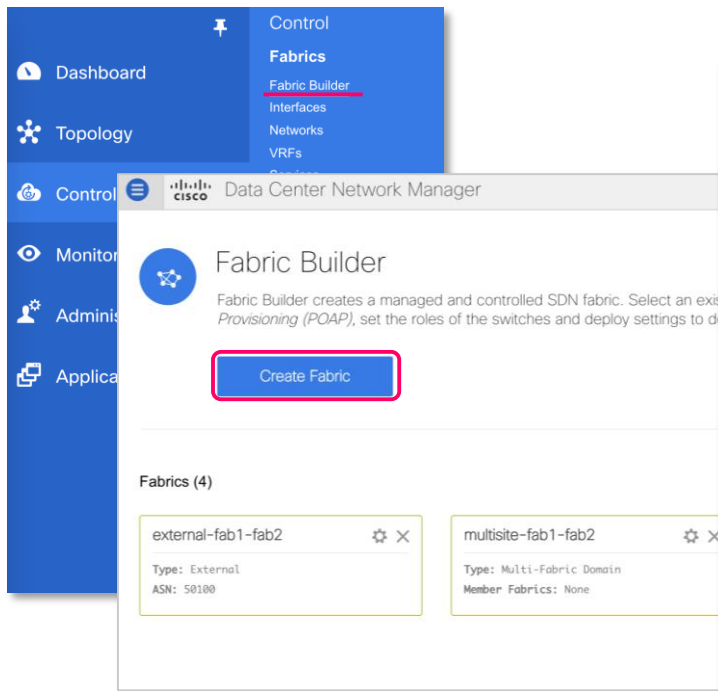 Control
Fabrics
Fabric Builder
Interfaces
Networks
VRFs
Dashboard
Topology
Control
Monitor
Adminis
Applica
cisco Data Center Network Manager
Fabric Builder
Fabric Builder creates a managed and controlled SDN fabric. Select an exis
Provisioning (POAP), set the roles of the switches and deploy settings to d
Create Fabric
Fabrics (4)
external-fab1-fab2
Type: External
ASN: 50100
multisite-fab1-fab2
Type: Multi-Fabric Domain
Member Fabrics: None